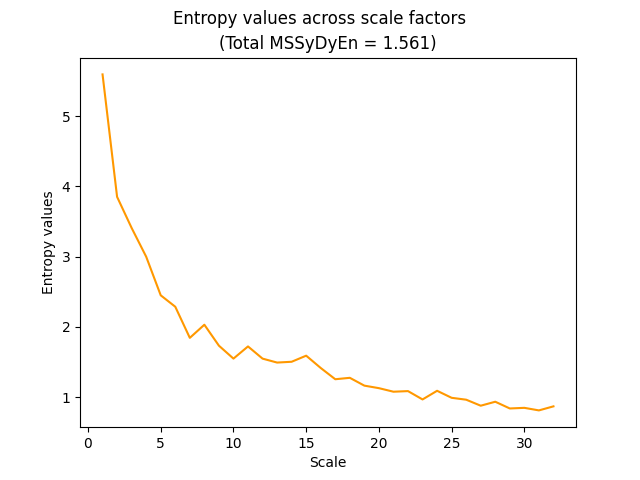 Entropy values across scale factors
(Total MSSyDyEn = 1.561)
Entropy values
5
4
3
2
1
0 5 10 15 20 25 30
Scale